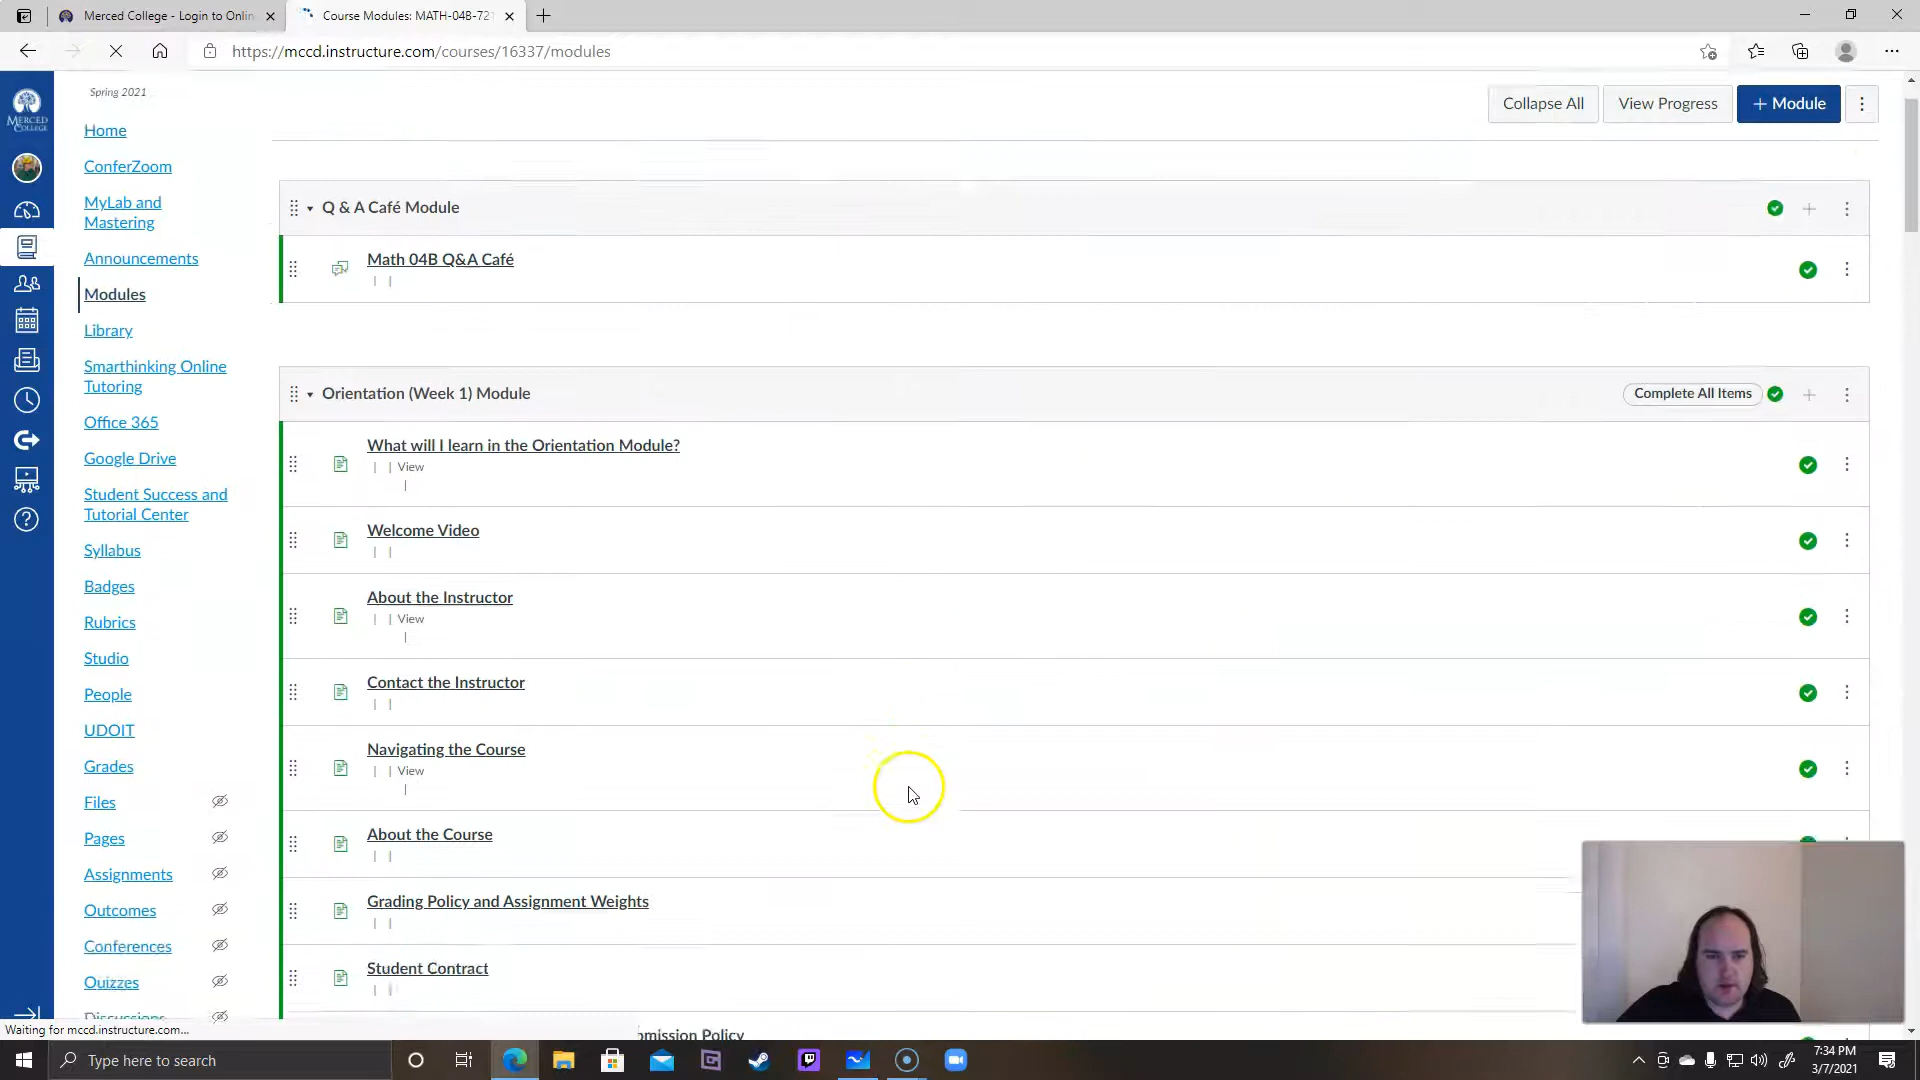 Merced College - Login to Onlin
Course Modules: MATH-04B-721
https://mccd.instructure.com/courses/16337/modules
MERCED
COLLEGE
Spring 2021
Home
ConferZoom
MyLab and
Mastering
Announcements
Modules
Library
Smarthinking Online
Tutoring
Office 365
Google Drive
Student Success and
Tutorial Center
Syllabus
Badges
Rubrics
Studio
People
UDOIT
Grades
Files
Pages
Assignments
Outcomes
Conferences
Quizzes
Discussions
Collapse All
View Progress
+ Module
Q & A Café Module
Math 04B Q&A Café
| |
Orientation (Week 1) Module
Complete All Items
What will I learn in the Orientation Module?
| | View
|
Welcome Video
| |
About the Instructor
| | View
|
Contact the Instructor
| |
Navigating the Course
| | View
|
About the Course
| |
Grading Policy and Assignment Weights
| |
Student Contract
| |
omission Policy
Waiting for mccd.instructure.com...
Type here to search
7:34 PM
3/7/2021